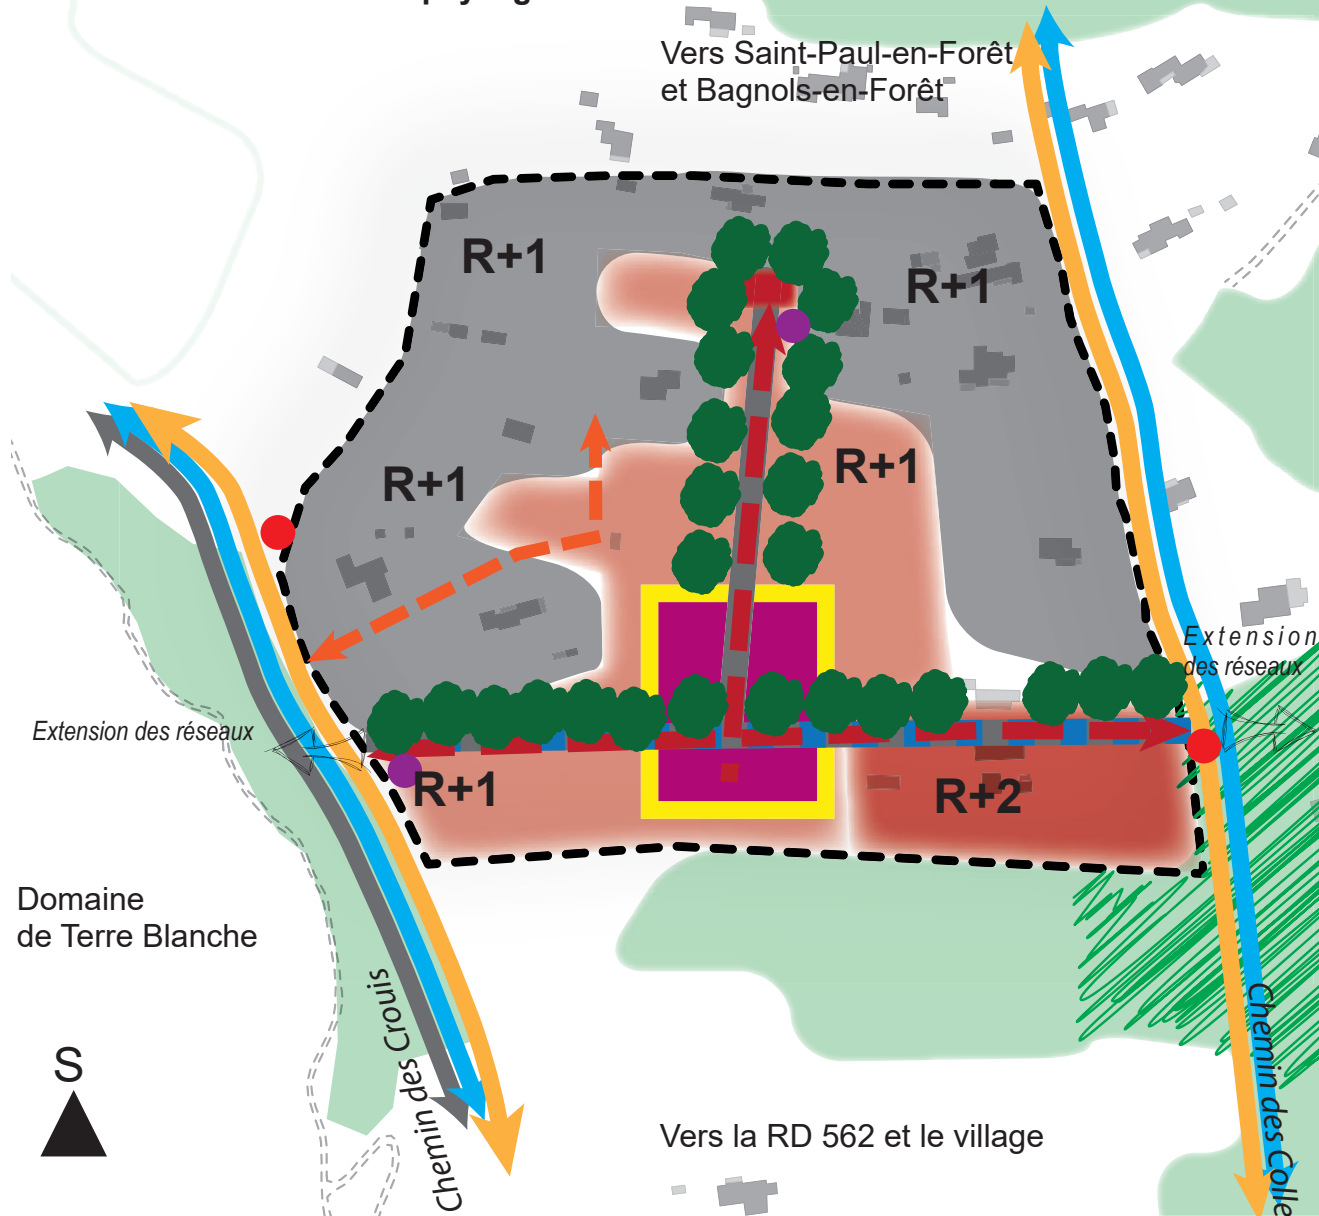 Vers Saint-Paul-en-Forêt
et Bagnols-en-Forêt
R+1
R+1
R+1
R+1
Extension
des réseaux
Extension des réseaux
R+1
R+2
Domaine
de Terre Blanche
Chemin des Crouis
Chemin des Colle
S
Vers la RD 562 et le village